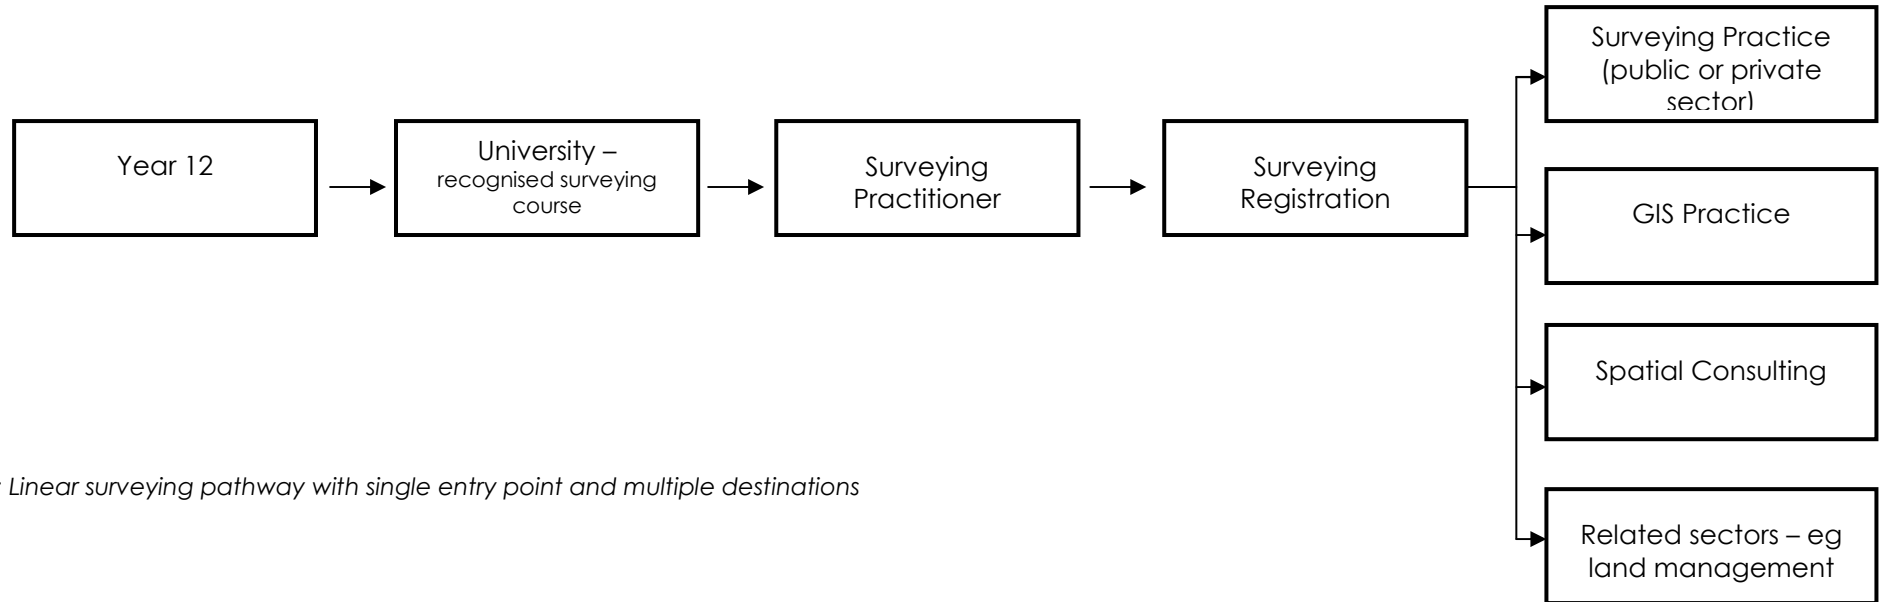 Year 12
University –
recognised surveying
course
Surveying
Practitioner
Surveying
Registration
Surveying Practice
(public or private
sector)
GIS Practice
Spatial Consulting
Related sectors – eg
land management
: Linear surveying pathway with single entry point and multiple destinations